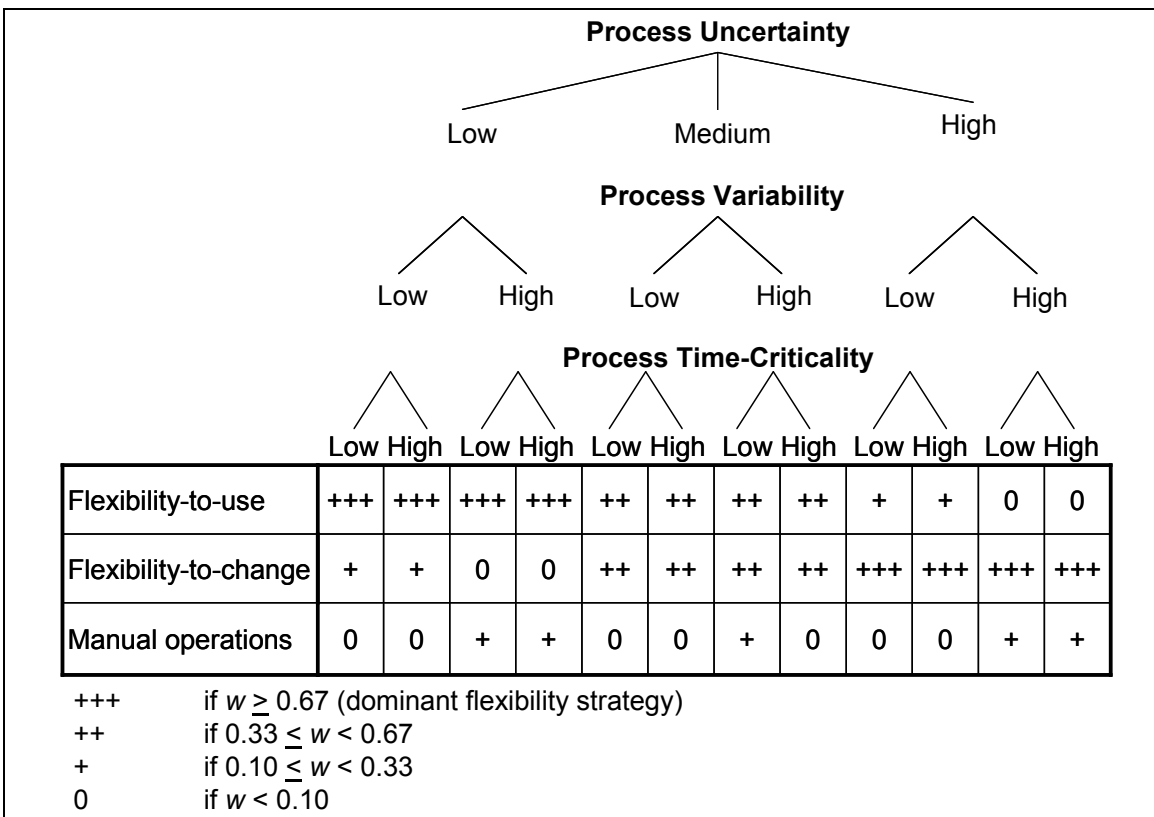 Process Uncertainty
Low Medium High
Process Variability
Low High Low High Low High
Process Time-Criticality
Low High Low High Low High Low High Low High Low High
Flexibility-to-use +++ +++ +++ +++ ++ ++ ++ ++ + + 0 0
Flexibility-to-change + + 0 0 ++ ++ ++ ++ +++ +++ +++ +++
Manual operations 0 0 + + 0 0 + 0 0 0 + +
+++ if w ≥ 0.67 (dominant flexibility strategy)
++ if 0.33 ≤ w < 0.67
+ if 0.10 ≤ w < 0.33
0 if w < 0.10